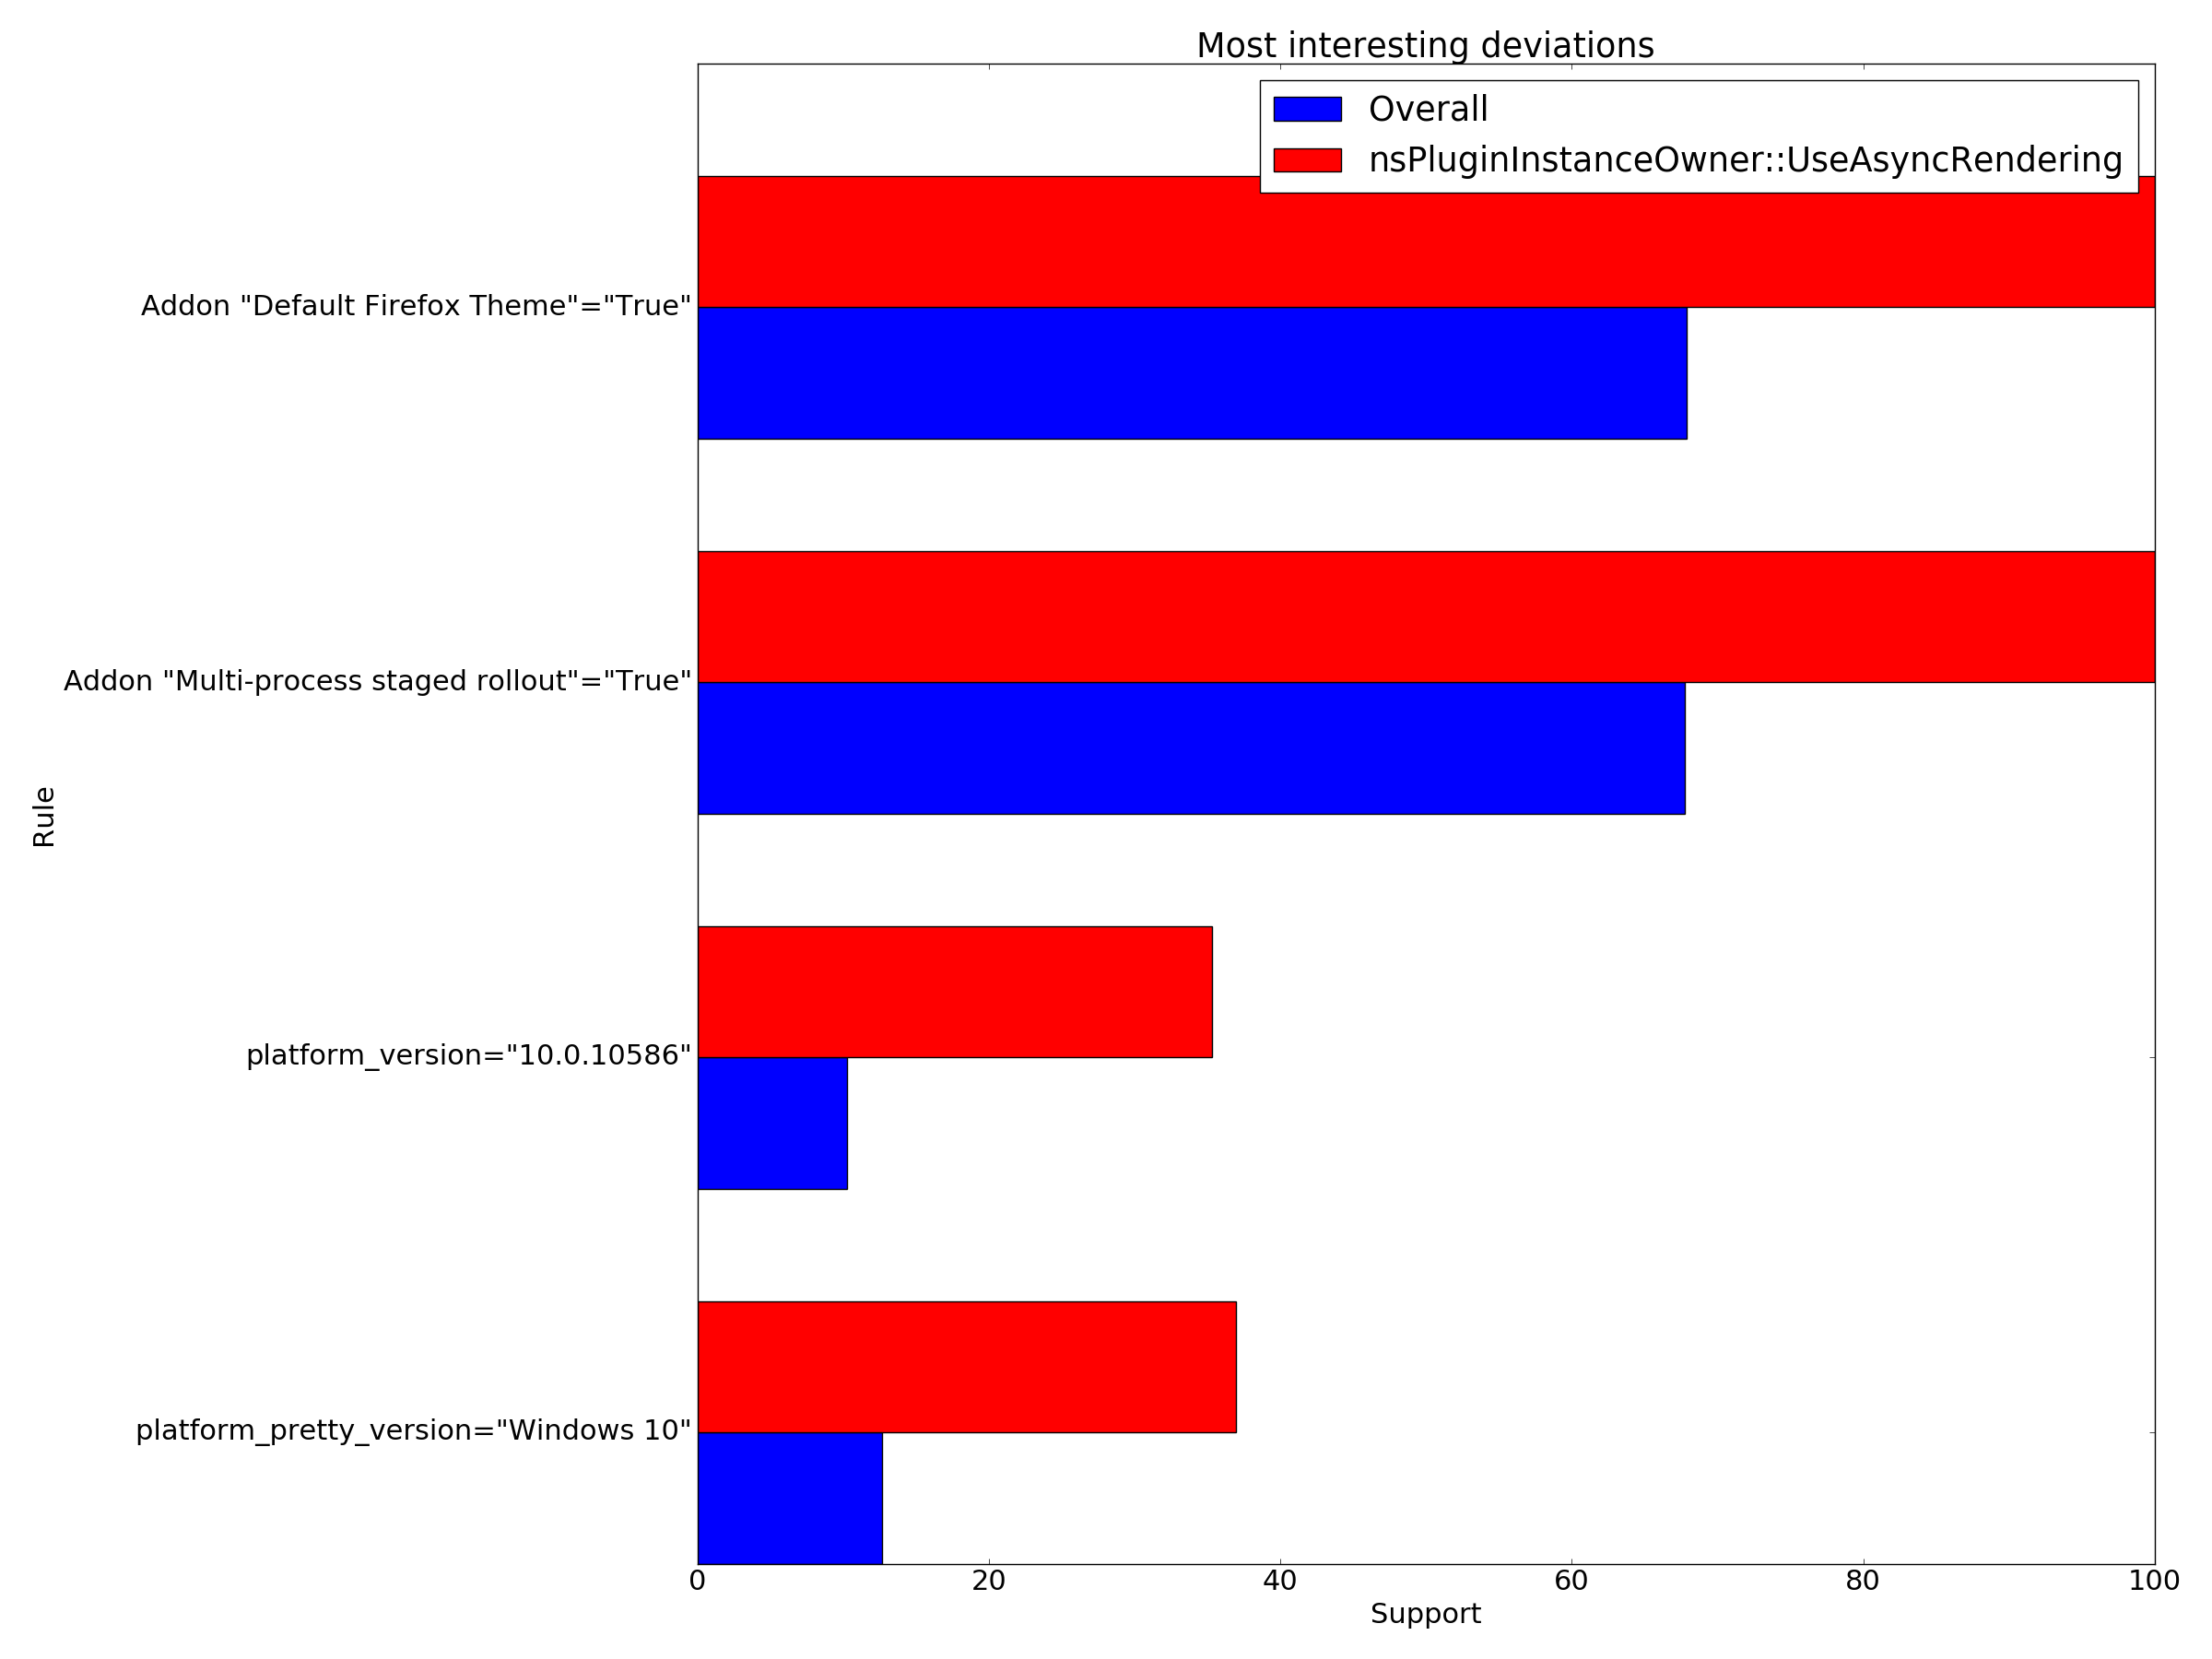 Most interesting deviations
Overall
nsPluginInstanceOwner::UseAsyncRendering
Addon "Default Firefox Theme"="True"
Addon "Multi-process staged rollout"="True"
Rule
platform_version="10.0.10586"
platform_pretty_version="Windows 10"
0 20 40 60 80 100
Support